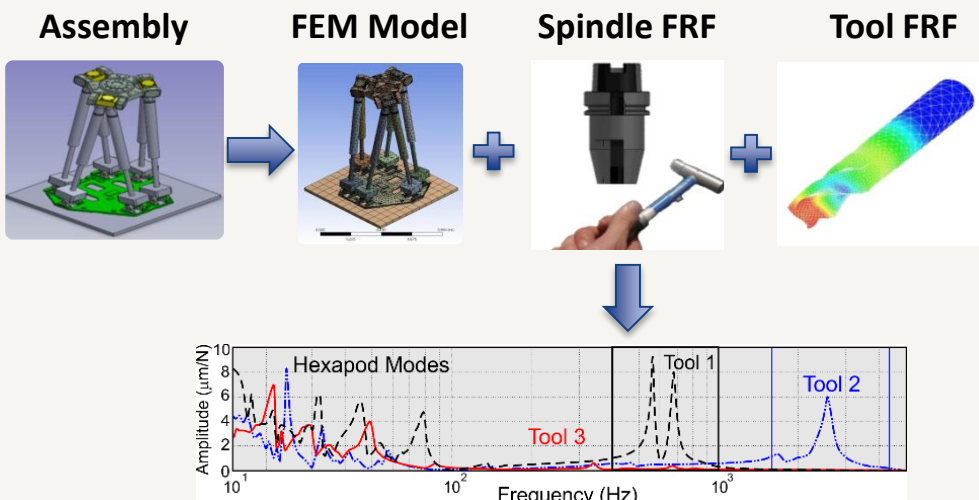 Assembly FEM Model Spindle FRF Tool FRF
Amplitude (μm/N)
10
8
6
4
2
0
Hexapod Modes
Tool 1
Tool 2
Tool 3
10¹ 10² 10³
Frequency (Hz)